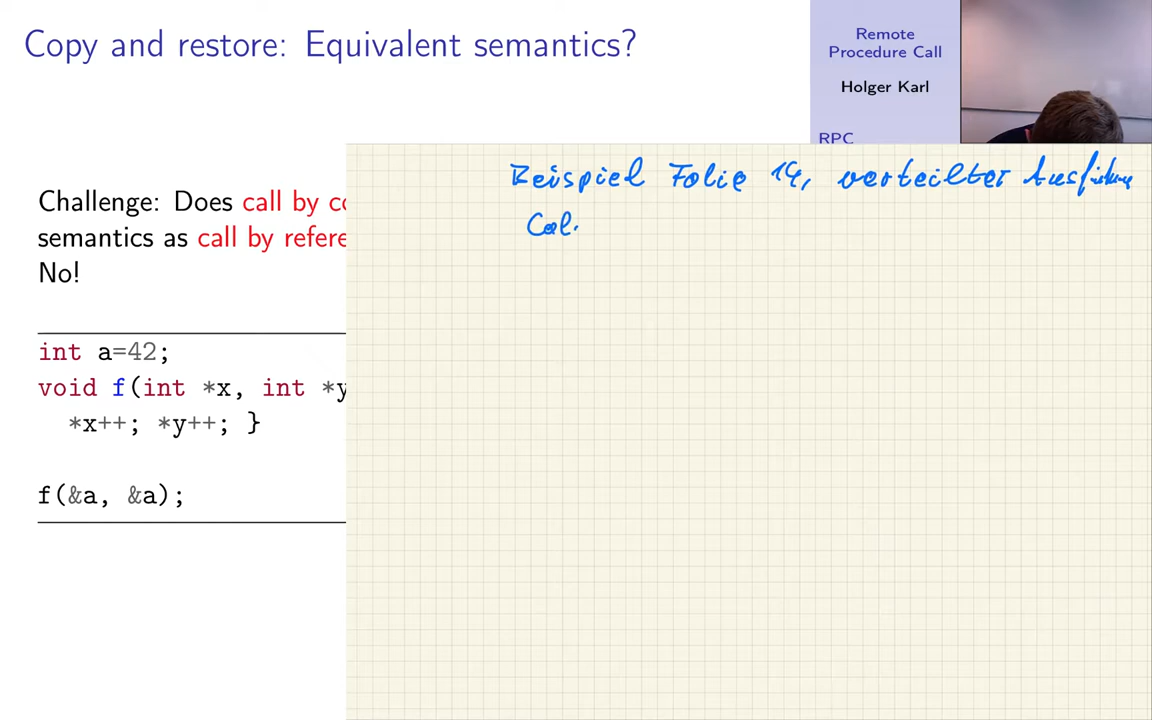 Copy and restore: Equivalent semantics?
Remote
Procedure Call
Holger Karl
RPC
Beispiel Folie 14, verteilter Ausführung
Cal.
Challenge: Does call by co
semantics as call by refere
No!
int a=42;
void f(int *x, int *y
*x++; *y++; }
f(&a, &a);